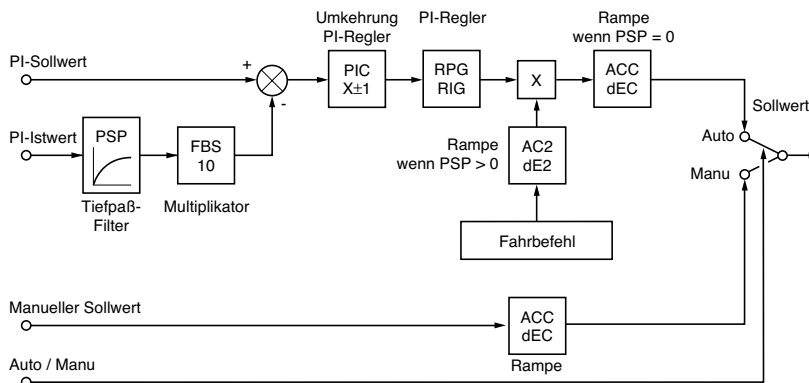 Umkehrung
PI-Regler
PI-Regler
Rampe
wenn PSP = 0
PI-Sollwert
+
-
PIC
X±1
RPG
RIG
X
ACC
dEC
Sollwert
PI-Istwert
PSP
FBS
10
Rampe
wenn PSP > 0
AC2
dE2
Auto
Manu
Tiefpaß-
Filter
Multiplikator
Fahrbefehl
Manueller Sollwert
ACC
dEC
Rampe
Auto / Manu